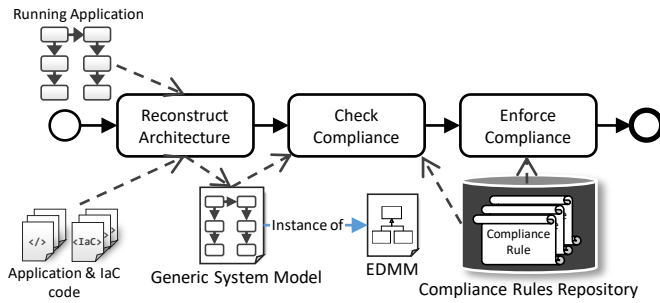 Running Application
Reconstruct
Architecture
Check
Compliance
Enforce
Compliance
</>
<IaC>
Application & IaC
code
Generic System Model
Instance of
EDMM
Compliance
Rule
Compliance Rules Repository